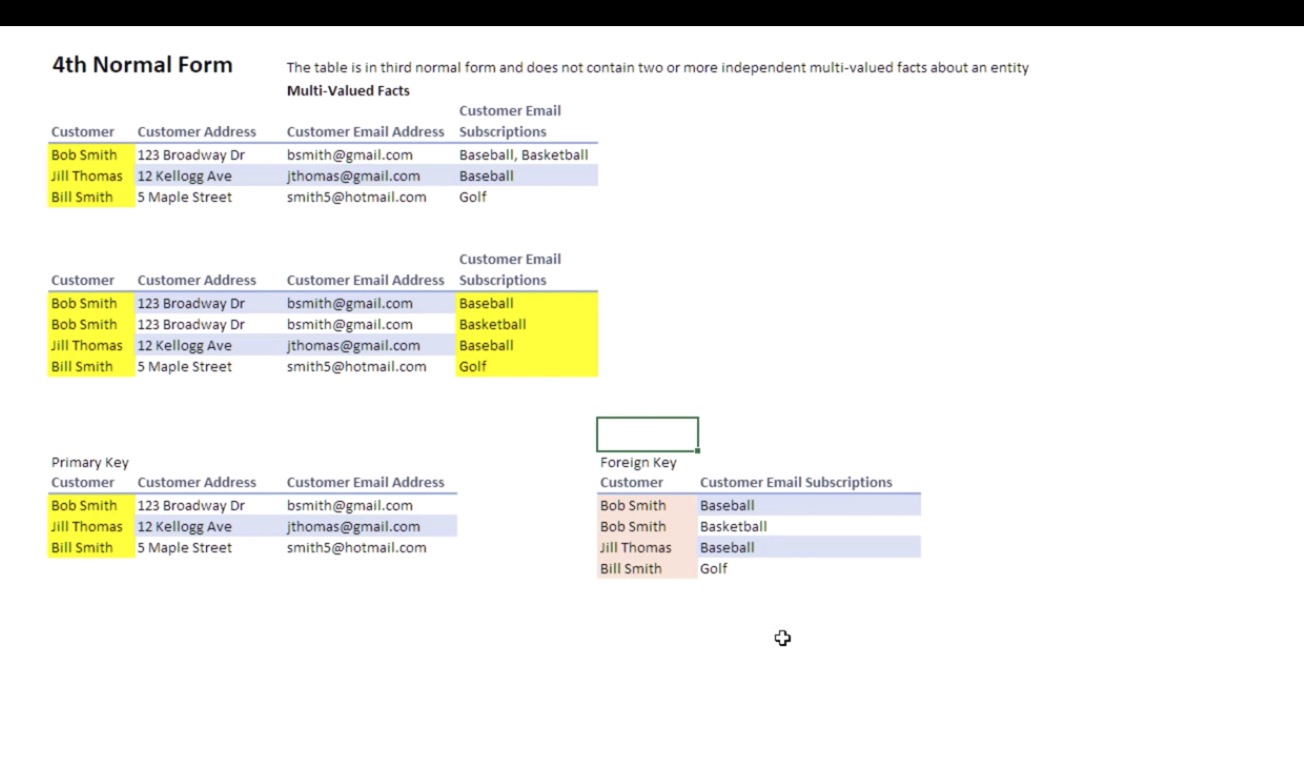 4th Normal Form
The table is in third normal form and does not contain two or more independent multi-valued facts about an entity
Multi-Valued Facts
Customer Customer Address Customer Email Address Customer Email Subscriptions
Bob Smith 123 Broadway Dr bsmith@gmail.com Baseball, Basketball
Jill Thomas 12 Kellogg Ave jthomas@gmail.com Baseball
Bill Smith 5 Maple Street smith5@hotmail.com Golf
Customer Customer Address Customer Email Address Customer Email Subscriptions
Bob Smith 123 Broadway Dr bsmith@gmail.com Baseball
Bob Smith 123 Broadway Dr bsmith@gmail.com Basketball
Jill Thomas 12 Kellogg Ave jthomas@gmail.com Baseball
Bill Smith 5 Maple Street smith5@hotmail.com Golf
Primary Key
Customer Customer Address Customer Email Address
Bob Smith 123 Broadway Dr bsmith@gmail.com
Jill Thomas 12 Kellogg Ave jthomas@gmail.com
Bill Smith 5 Maple Street smith5@hotmail.com
Foreign Key
Customer Customer Email Subscriptions
Bob Smith Baseball
Bob Smith Basketball
Jill Thomas Baseball
Bill Smith Golf